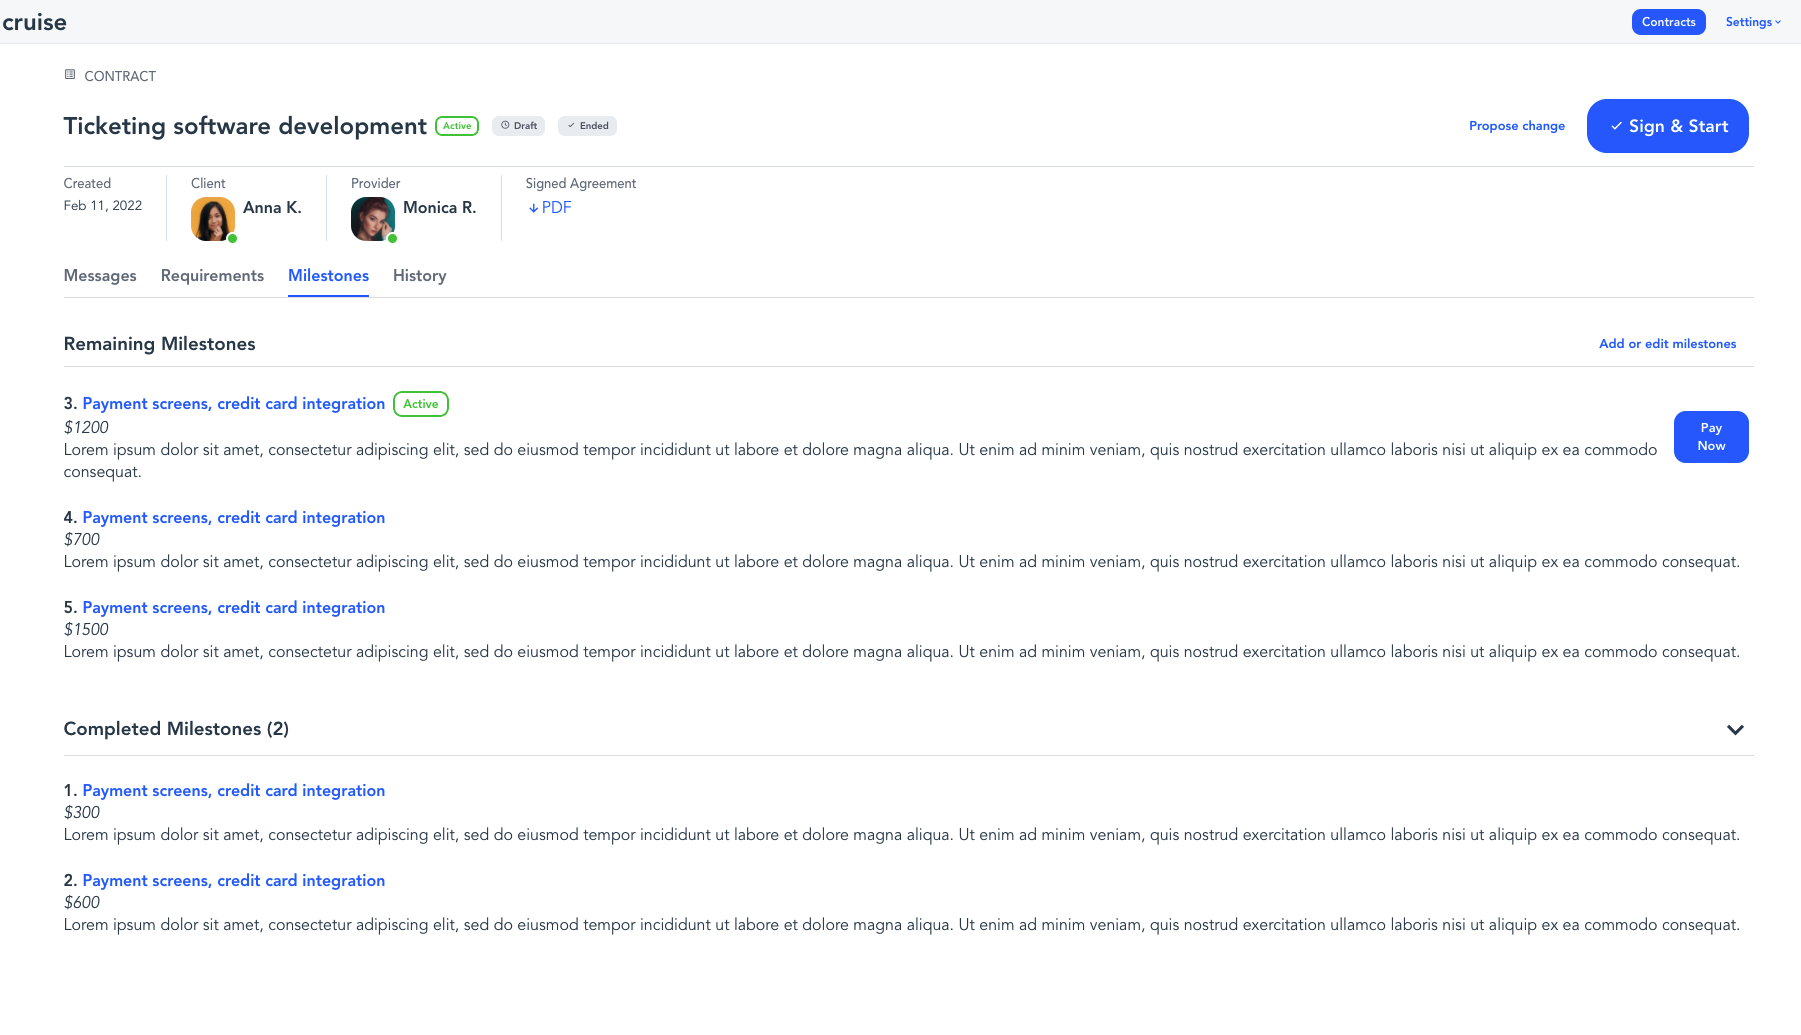 cruise
Contracts
Settings
CONTRACT
Ticketing software development
Active
Draft
Ended
Propose change
Sign & Start
Created
Feb 11, 2022
Client
Anna K.
Provider
Monica R.
Signed Agreement
PDF
Messages
Requirements
Milestones
History
Remaining Milestones
Add or edit milestones
3. Payment screens, credit card integration
Active
$1200
Lorem ipsum dolor sit amet, consectetur adipiscing elit, sed do eiusmod tempor incididunt ut labore et dolore magna aliqua. Ut enim ad minim veniam, quis nostrud exercitation ullamco laboris nisi ut aliquip ex ea commodo
consequat.
Pay
Now
4. Payment screens, credit card integration
$700
Lorem ipsum dolor sit amet, consectetur adipiscing elit, sed do eiusmod tempor incididunt ut labore et dolore magna aliqua. Ut enim ad minim veniam, quis nostrud exercitation ullamco laboris nisi ut aliquip ex ea commodo consequat.
5. Payment screens, credit card integration
$1500
Lorem ipsum dolor sit amet, consectetur adipiscing elit, sed do eiusmod tempor incididunt ut labore et dolore magna aliqua. Ut enim ad minim veniam, quis nostrud exercitation ullamco laboris nisi ut aliquip ex ea commodo consequat.
Completed Milestones (2)
1. Payment screens, credit card integration
$300
Lorem ipsum dolor sit amet, consectetur adipiscing elit, sed do eiusmod tempor incididunt ut labore et dolore magna aliqua. Ut enim ad minim veniam, quis nostrud exercitation ullamco laboris nisi ut aliquip ex ea commodo consequat.
2. Payment screens, credit card integration
$600
Lorem ipsum dolor sit amet, consectetur adipiscing elit, sed do eiusmod tempor incididunt ut labore et dolore magna aliqua. Ut enim ad minim veniam, quis nostrud exercitation ullamco laboris nisi ut aliquip ex ea commodo consequat.